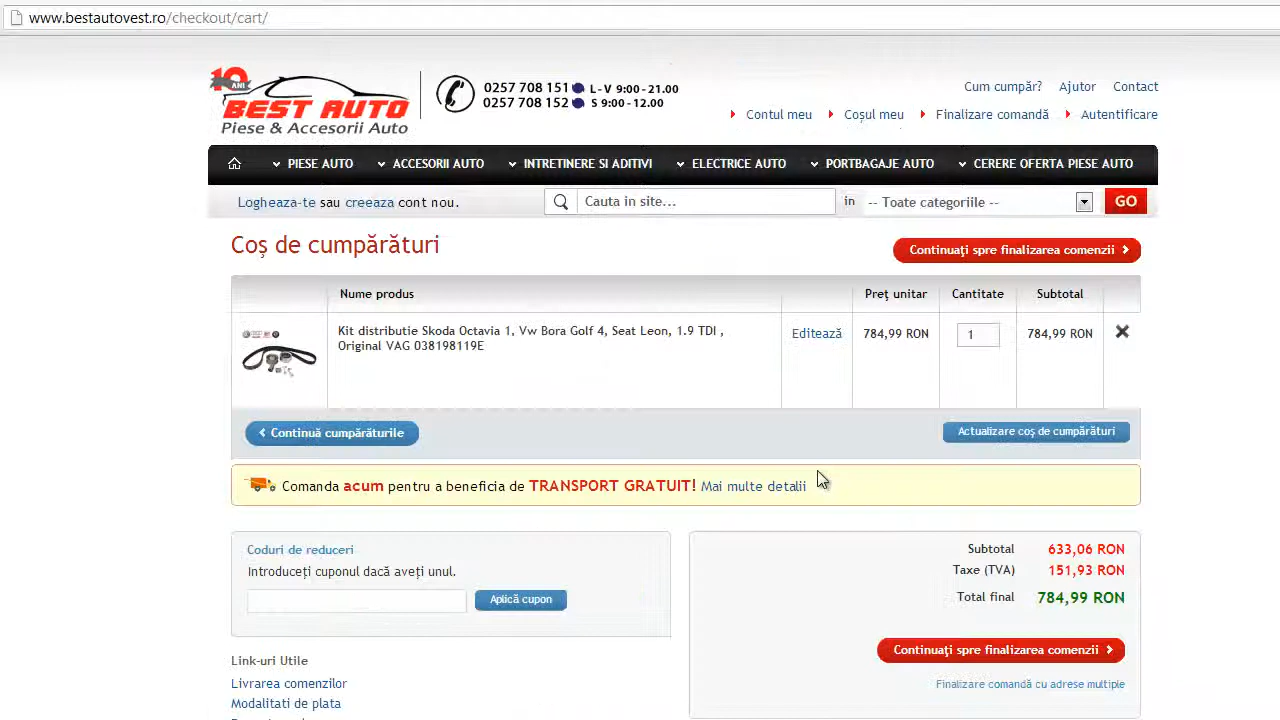 www.bestautovest.ro/checkout/cart/
10 ANI
BEST AUTO
Piese & Accesorii Auto
0257 708 151 L - V 9:00 - 21.00
0257 708 152 S 9:00 - 12.00
Cum cumpăr? Ajutor Contact
Contul meu Coşul meu Finalizare comandă Autentificare
PIESE AUTO ACCESORII AUTO INTRETINERE SI ADITIVI ELECTRICE AUTO PORTBAGAJE AUTO CERERE OFERTA PIESE AUTO
Logheaza-te sau creeaza cont nou. Cauta in site... in -- Toate categoriile -- GO
Coş de cumpărături
Continuaţi spre finalizarea comenzii
Nume produs Preţ unitar Cantitate Subtotal
Kit distributie Skoda Octavia 1, Vw Bora Golf 4, Seat Leon, 1.9 TDI ,
Original VAG 038198119E
Editează 784,99 RON 1 784,99 RON
Continuă cumpărăturile
Actualizare coş de cumpărături
Comanda acum pentru a beneficia de TRANSPORT GRATUIT! Mai multe detalii
Coduri de reduceri
Introduceţi cuponul dacă aveţi unul.
Aplică cupon
Subtotal 633,06 RON
Taxe (TVA) 151,93 RON
Total final 784,99 RON
Continuaţi spre finalizarea comenzii
Finalizare comandă cu adrese multiple
Link-uri Utile
Livrarea comenzilor
Modalitati de plata